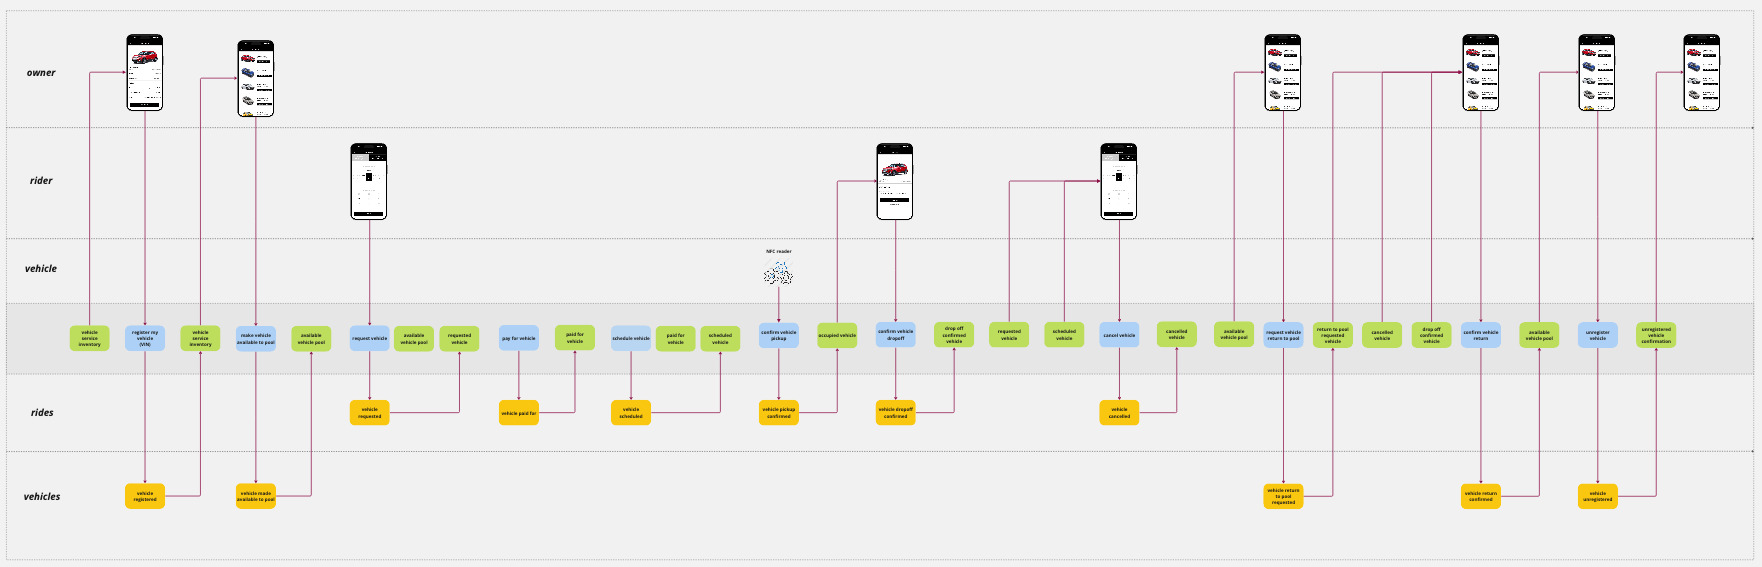 owner
rider
NFC reader
vehicle
vehicle
service
inventory
register my
vehicle
(VIN)
vehicle
service
inventory
make vehicle
available to pool
available
vehicle pool
request vehicle
available
vehicle pool
requested
vehicle
pay for vehicle
paid for
vehicle
schedule vehicle
paid for
vehicle
scheduled
vehicle
confirm vehicle
pickup
occupied vehicle
confirm vehicle
dropoff
drop off
confirmed
vehicle
requested
vehicle
scheduled
vehicle
cancel vehicle
cancelled
vehicle
available
vehicle pool
request vehicle
return to pool
return to pool
requested
vehicle
cancelled
vehicle
drop off
confirmed
vehicle
confirm vehicle
return
available
vehicle pool
unregister
vehicle
unregistered
vehicle
confirmation
rides
vehicle
requested
vehicle paid for
vehicle
scheduled
vehicle pickup
confirmed
vehicle dropoff
confirmed
vehicle
cancelled
vehicles
vehicle
registered
vehicle made
available to pool
vehicle return
to pool
requested
vehicle return
confirmed
vehicle
unregistered